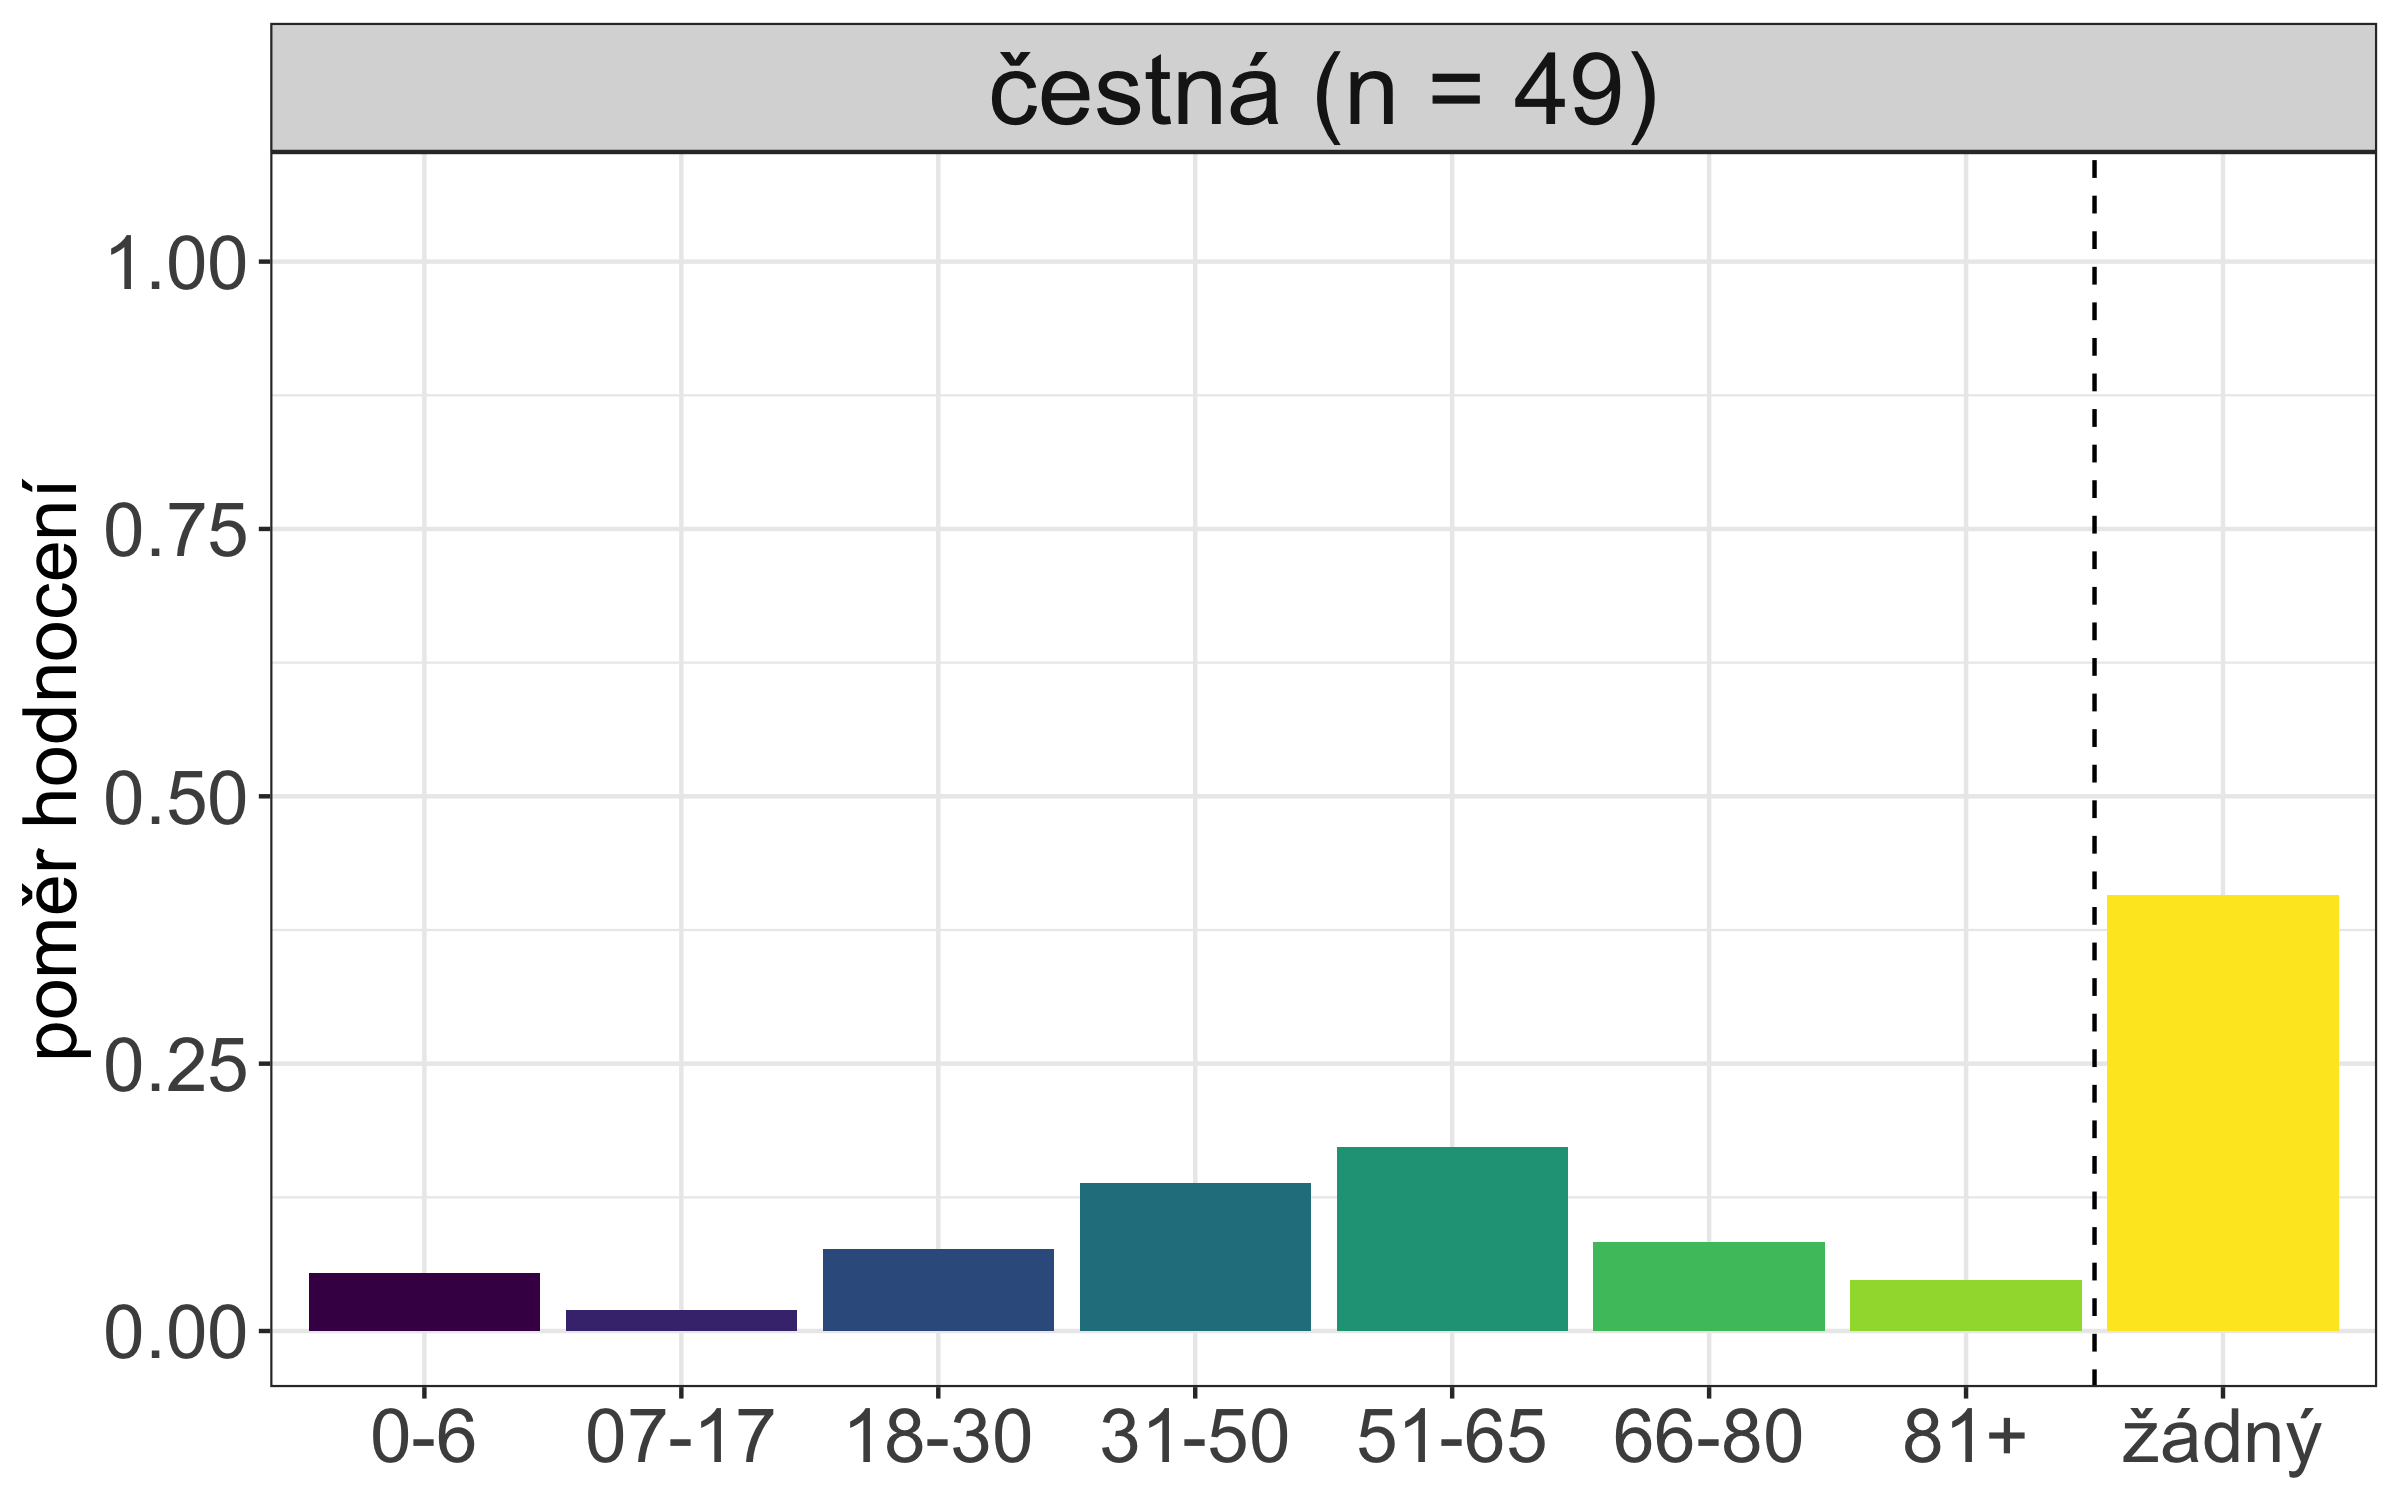 čestná (n = 49)
poměr hodnocení
1.00
0.75
0.50
0.25
0.00
0-6 07-17 18-30 31-50 51-65 66-80 81+ žádný